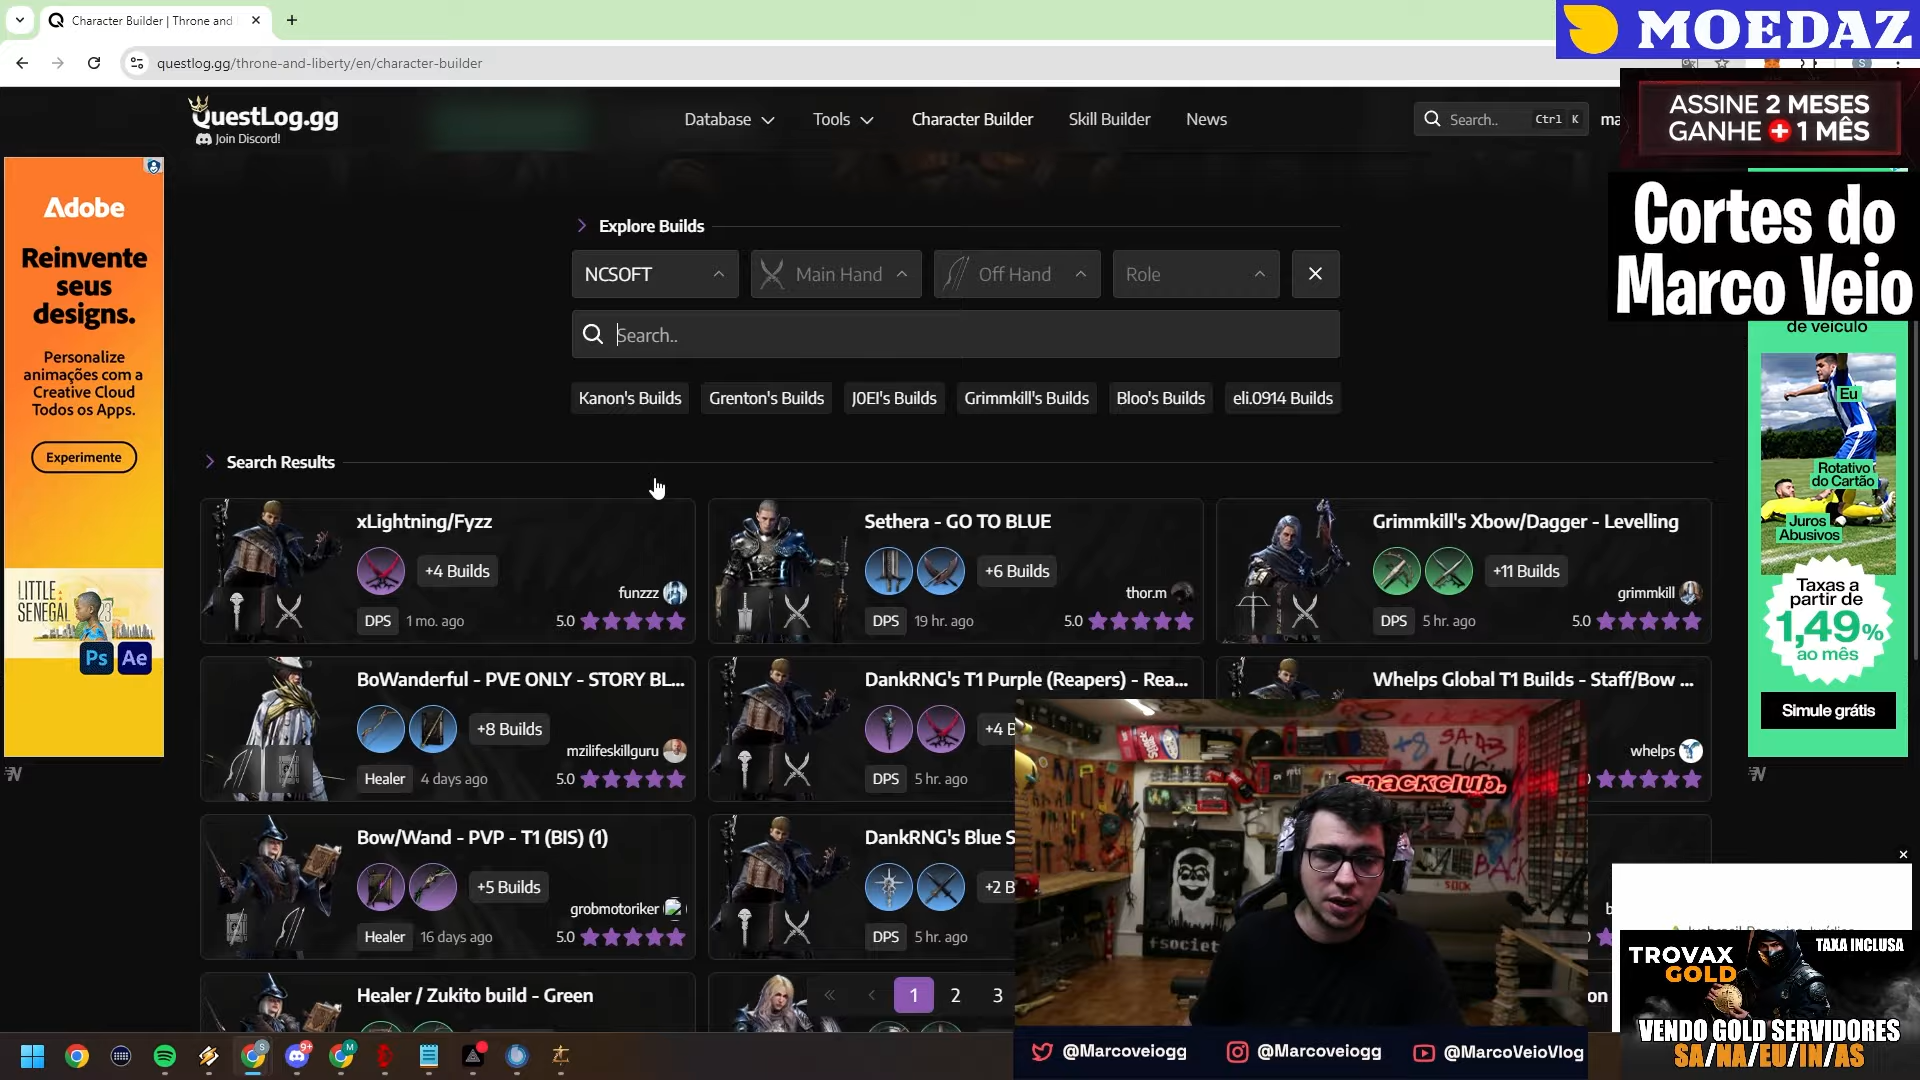 Character Builder | Throne and
questlog.gg/throne-and-liberty/en/character-builder
MOEDAZ
QuestLog.gg
Join Discord!
Database
Tools
Character Builder
Skill Builder
News
Search..
Ctrl
K
ASSINE 2 MESES
GANHE + 1 MÊS
Cortes do
Marco Veio
Adobe
Reinvente
seus
designs.
Personalize
animações com a
Creative Cloud
Todos os Apps.
Experimente
LITTLE
SENEGAL
Ps
Ae
Explore Builds
NCSOFT
Main Hand
Off Hand
Role
Search..
Kanon's Builds
Grenton's Builds
J0EI's Builds
Grimmkill's Builds
Bloo's Builds
eli.0914 Builds
Search Results
xLightning/Fyzz
+4 Builds
funzzz
DPS
1 mo. ago
5.0
Sethera - GO TO BLUE
+6 Builds
thor.m
DPS
19 hr. ago
5.0
Grimmkill's Xbow/Dagger - Levelling
+11 Builds
grimmkill
DPS
5 hr. ago
5.0
BoWanderful - PVE ONLY - STORY BL...
+8 Builds
mzilifeskillguru
Healer
4 days ago
5.0
DankRNG's T1 Purple (Reapers) - Rea...
+4 B
DPS
5 hr. ago
Whelps Global T1 Builds - Staff/Bow ...
whelps
Bow/Wand - PVP - T1 (BIS) (1)
+5 Builds
grobmotoriker
Healer
16 days ago
5.0
DankRNG's Blue S
+2 B
DPS
5 hr. ago
Healer / Zukito build - Green
«
‹
1
2
3
on
de veículo
Eu
Rotativo
do Cartão
Juros
Abusivos
Taxas a
partir de
1,49%
ao mês
Simule grátis
snackclub.
fsociety
TROVAX
GOLD
TAXA INCLUSA
VENDO GOLD SERVIDORES
SA/NA/EU/IN/AS
@Marcoveiogg
@Marcoveiogg
@MarcoVeioVlog